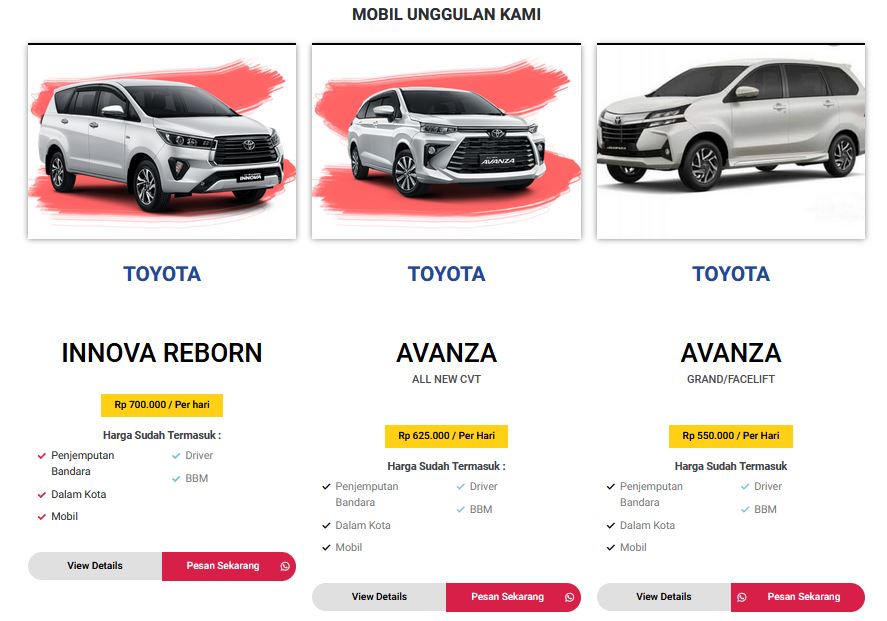 MOBIL UNGGULAN KAMI
INNOVA
AVANZA
TOYOTA
INNOVA REBORN
Rp 700.000 / Per hari
Harga Sudah Termasuk :
Penjemputan
Bandara
Dalam Kota
Mobil
Driver
BBM
View Details
Pesan Sekarang
TOYOTA
AVANZA
ALL NEW CVT
Rp 625.000 / Per Hari
Harga Sudah Termasuk :
Penjemputan
Bandara
Dalam Kota
Mobil
Driver
BBM
View Details
Pesan Sekarang
TOYOTA
AVANZA
GRAND/FACELIFT
Rp 550.000 / Per Hari
Harga Sudah Termasuk
Penjemputan
Bandara
Dalam Kota
Mobil
Driver
BBM
View Details
Pesan Sekarang